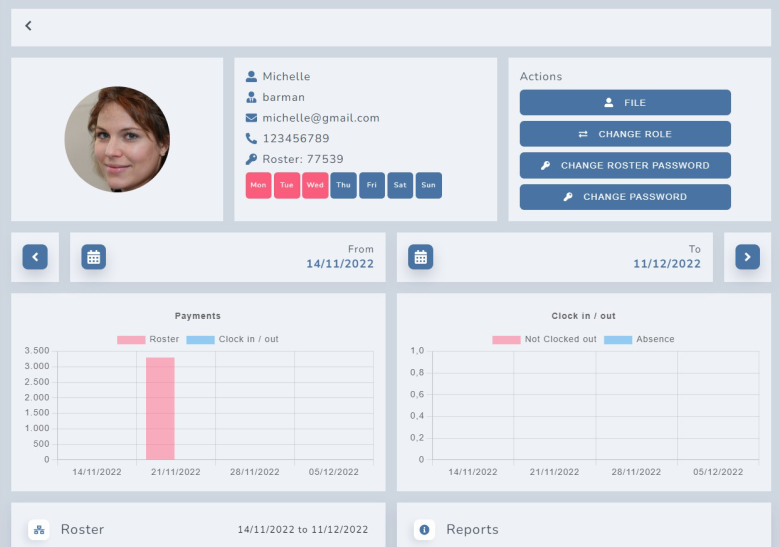 Michelle
barman
michelle@gmail.com
123456789
Roster: 77539
Mon Tue Wed Thu Fri Sat Sun
Actions
FILE
CHANGE ROLE
CHANGE ROSTER PASSWORD
CHANGE PASSWORD
From
14/11/2022
To
11/12/2022
Payments
Roster Clock in / out
3.500
3.000
2.500
2.000
1.500
1.000
500
0
14/11/2022 21/11/2022 28/11/2022 05/12/2022
Clock in / out
Not Clocked out Absence
1,0
0,8
0,6
0,4
0,2
0
14/11/2022 21/11/2022 28/11/2022 05/12/2022
Roster 14/11/2022 to 11/12/2022
Reports